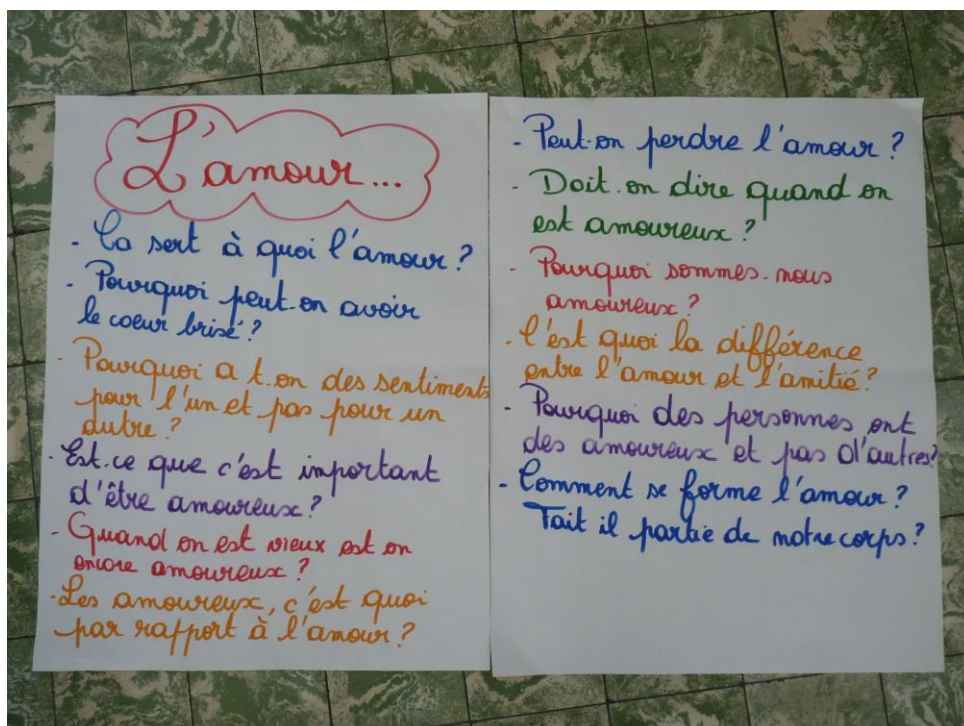 L'amour...
- Ça sert à quoi l'amour ?
- Pourquoi peut-on avoir
le coeur brisé ?
- Pourquoi a t-on des sentiments
pour l'un et pas pour un
autre ?
- Est-ce que c'est important
d'être amoureux ?
- Quand on est vieux est on
encore amoureux ?
- Les amoureux, c'est quoi
par rapport à l'amour ?
- Peut-on perdre l'amour ?
- Doit-on dire quand on
est amoureux ?
- Pourquoi sommes-nous
amoureux ?
- C'est quoi la différence
entre l'amour et l'amitié ?
- Pourquoi des personnes ont
des amoureux et pas d'autres ?
- Comment se forme l'amour ?
Fait il partie de notre corps ?